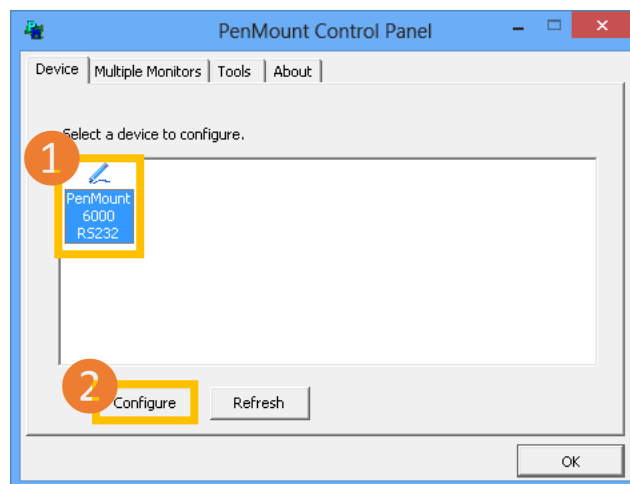 PenMount Control Panel
Device Multiple Monitors Tools About
Select a device to configure.
1
PenMount
6000
RS232
2
Configure Refresh
OK